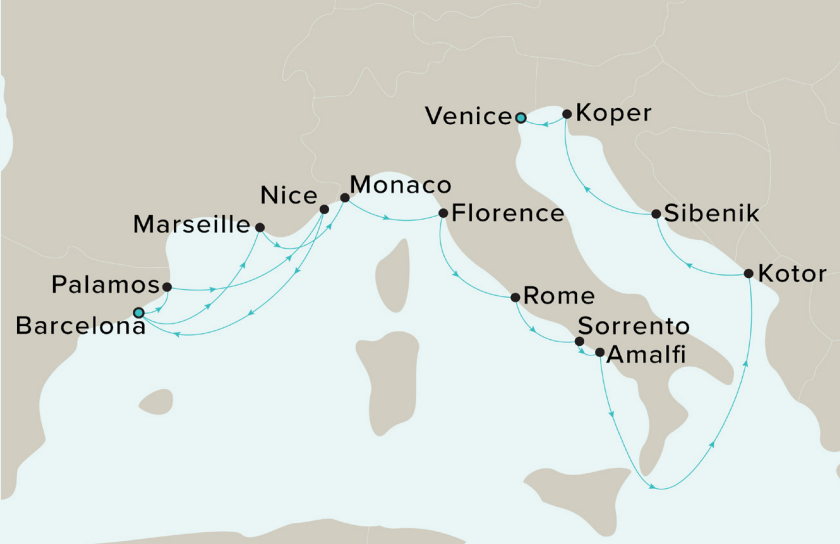 Venice
Koper
Monaco
Nice
Marseille
Florence
Sibenik
Kotor
Palamos
Rome
Barcelona
Sorrento
Amalfi